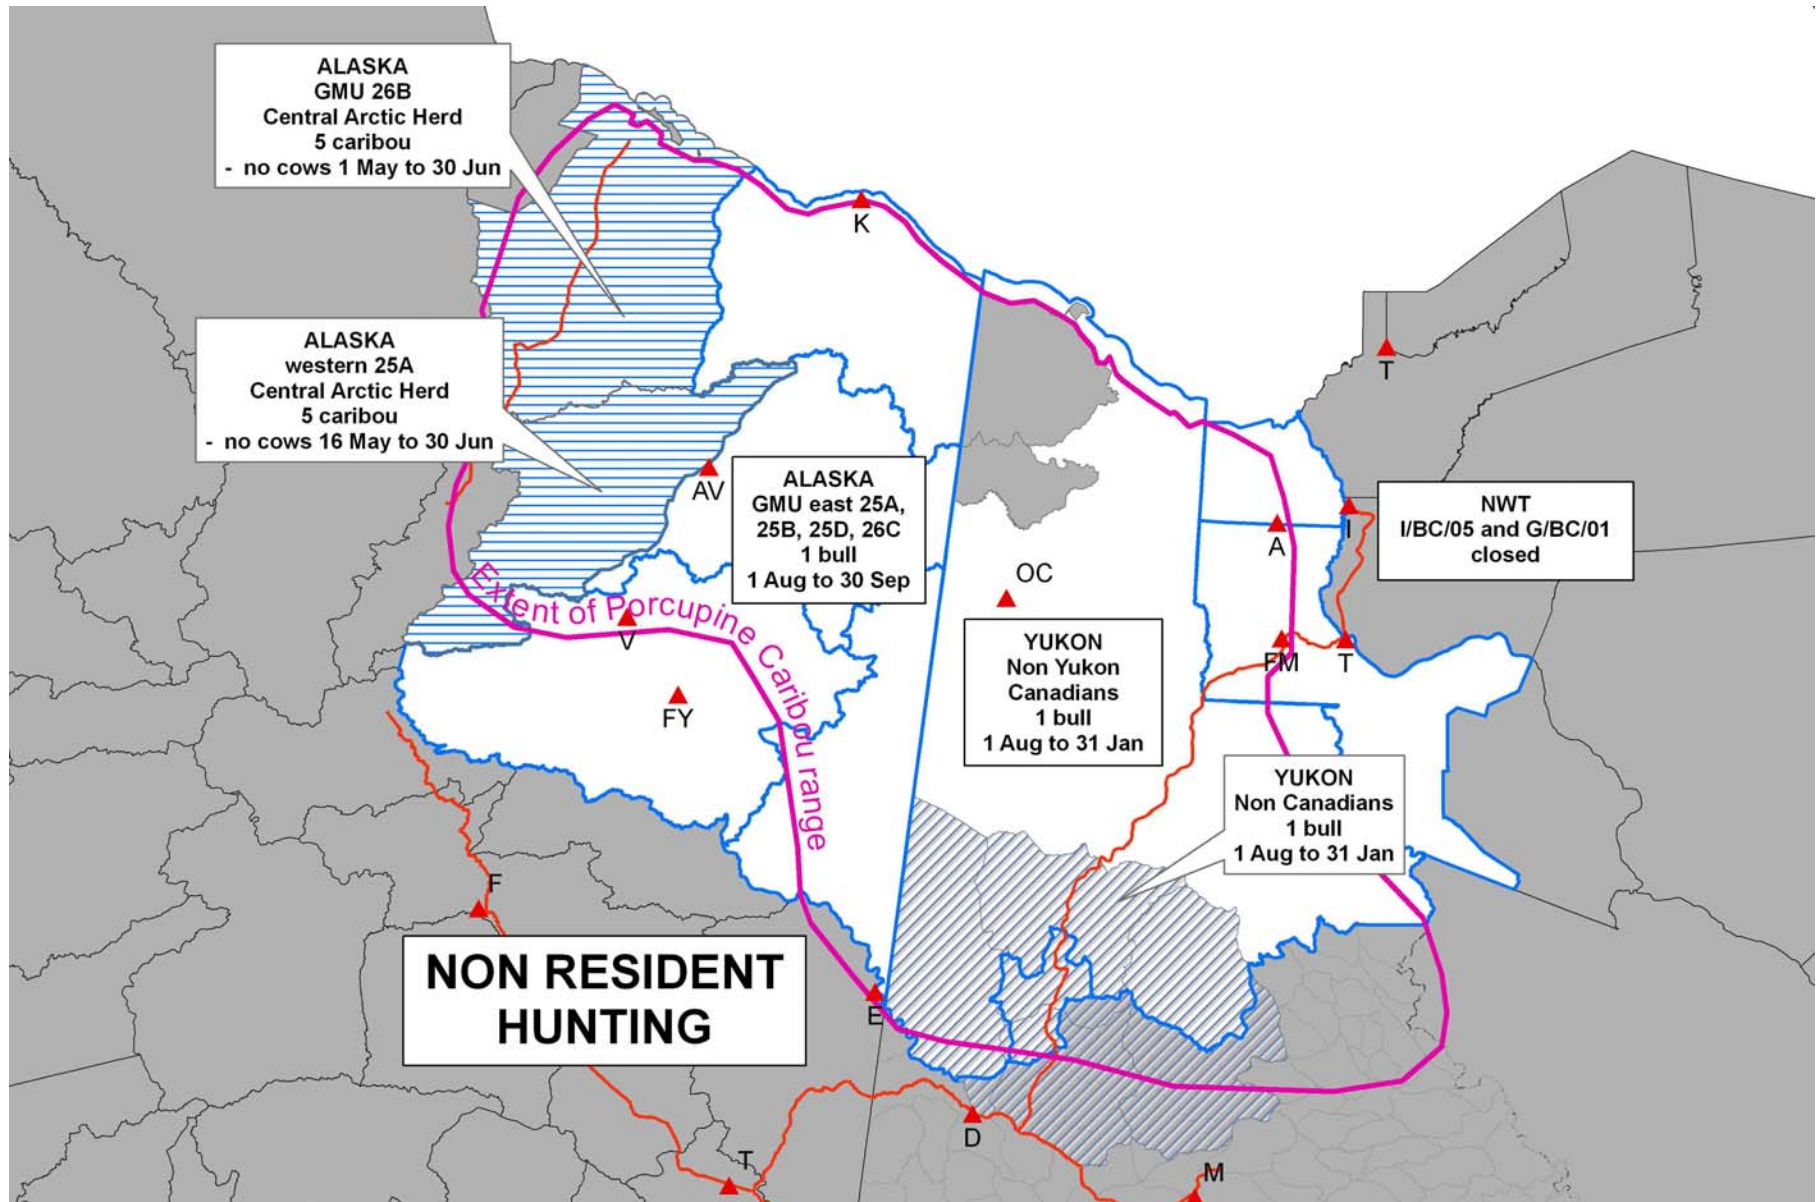 ALASKA
GMU 26B
Central Arctic Herd
5 caribou
- no cows 1 May to 30 Jun
K
T
ALASKA
western 25A
Central Arctic Herd
5 caribou
- no cows 16 May to 30 Jun
AV
ALASKA
GMU east 25A,
25B, 25D, 26C
1 bull
1 Aug to 30 Sep
I
A
NWT
I/BC/05 and G/BC/01
closed
OC
Extent of Porcupine Caribou range
V
FY
YUKON
Non Yukon
Canadians
1 bull
1 Aug to 31 Jan
FM
T
YUKON
Non Canadians
1 bull
1 Aug to 31 Jan
F
NON RESIDENT
HUNTING
E
D
T
M